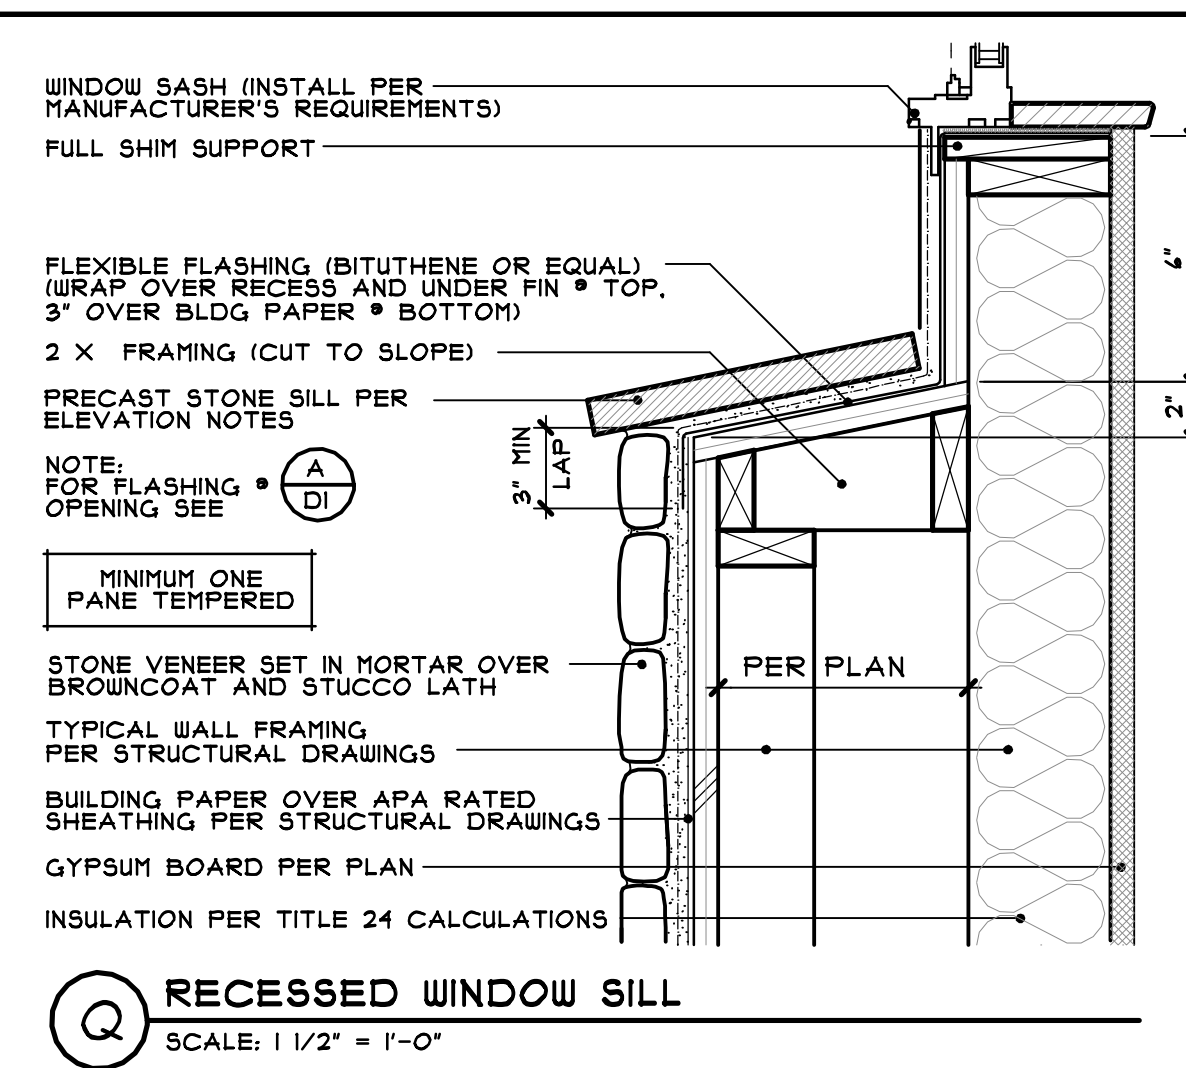 WINDOW SASH (INSTALL PER
MANUFACTURER'S REQUIREMENTS)
FULL SHIM SUPPORT
FLEXIBLE FLASHING (BITUTHENE OR EQUAL)
(WRAP OVER RECESS AND UNDER FIN @ TOP,
3" OVER BLDG PAPER @ BOTTOM)
2 X FRAMING (CUT TO SLOPE)
PRECAST STONE SILL PER
ELEVATION NOTES
NOTE:
FOR FLASHING @
OPENING SEE
A
D1
3" MIN
LAP
6"
2"
MINIMUM ONE
PANE TEMPERED
STONE VENEER SET IN MORTAR OVER
BROWNCOAT AND STUCCO LATH
PER PLAN
TYPICAL WALL FRAMING
PER STRUCTURAL DRAWINGS
BUILDING PAPER OVER APA RATED
SHEATHING PER STRUCTURAL DRAWINGS
GYPSUM BOARD PER PLAN
INSULATION PER TITLE 24 CALCULATIONS
Q
RECESSED WINDOW SILL
SCALE: 1 1/2" = 1'-0"